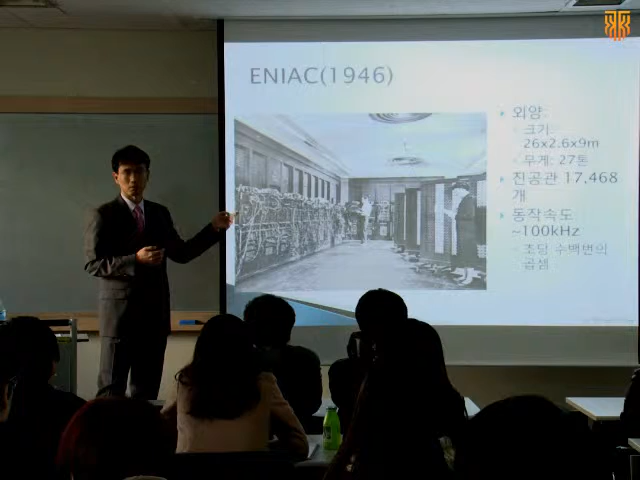 ENIAC(1946)
외양
크기
26x2.6x9m
무게: 27톤
진공관 17,468
개
동작속도
~100kHz
초당 수백번의
곱셈